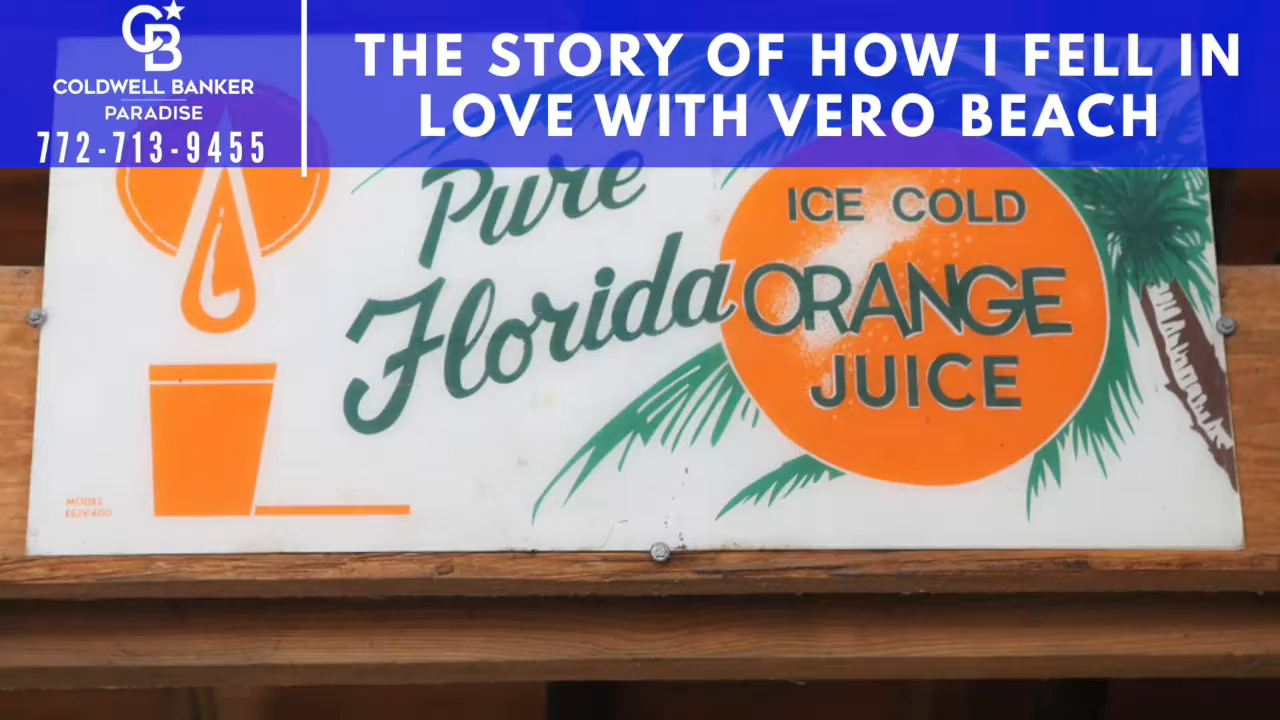 CB
COLDWELL BANKER
PARADISE
772-713-9455
THE STORY OF HOW I FELL IN
LOVE WITH VERO BEACH
Pure
Florida
ICE COLD
ORANGE
JUICE